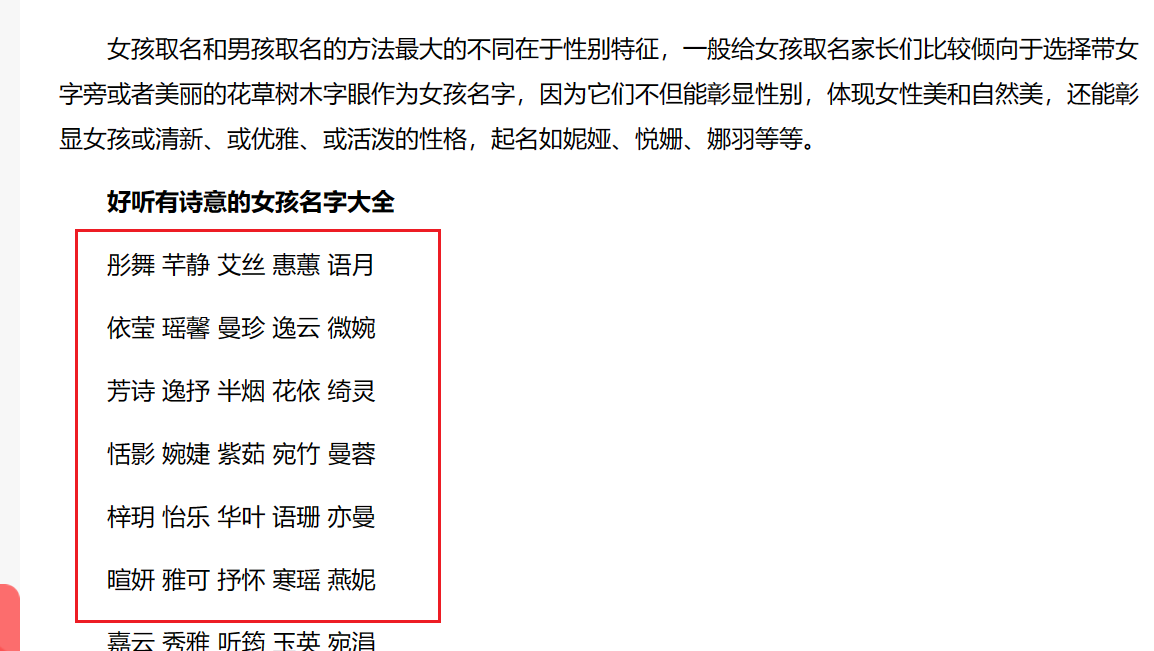 女孩取名和男孩取名的方法最大的不同在于性别特征，一般给女孩取名家长们比较倾向于选择带女
字旁或者美丽的花草树木字眼作为女孩名字，因为它们不但能彰显性别，体现女性美和自然美，还能彰
显女孩或清新、或优雅、或活泼的性格，起名如妮娅、悦姗、娜羽等等。
好听有诗意的女孩名字大全
彤舞 芊静 艾丝 惠蕙 语月
依莹 瑶馨 曼珍 逸云 微婉
芳诗 逸抒 半烟 花依 绮灵
恬影 婉婕 紫茹 宛竹 曼蓉
梓玥 怡乐 华叶 语珊 亦曼
暄妍 雅可 抒怀 寒瑶 燕妮
嘉云 秀雅 听筠 玉英 宛涓